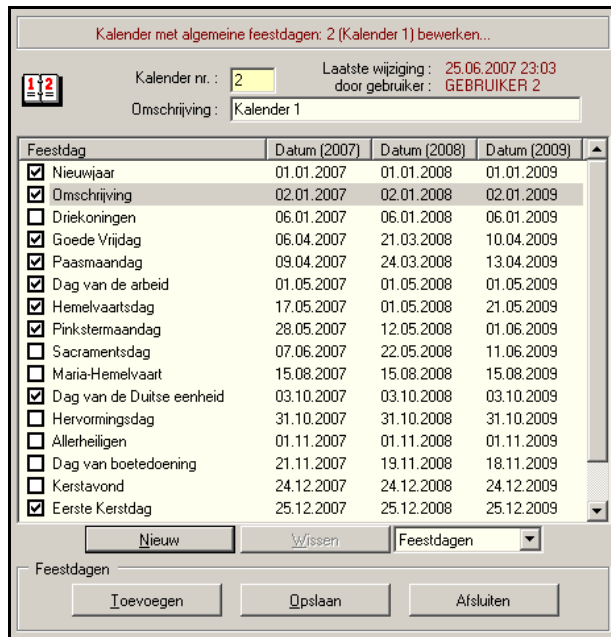 Kalender met algemeine feestdagen: 2 (Kalender 1) bewerken...
1 2
Kalender nr. : 2
Laatste wijziging : 25.06.2007 23:03
door gebruiker : GEBRUIKER 2
Omschrijving : Kalender 1
Feestdag Datum (2007) Datum (2008) Datum (2009)
Nieuwjaar 01.01.2007 01.01.2008 01.01.2009
Omschrijving 02.01.2007 02.01.2008 02.01.2009
Driekoningen 06.01.2007 06.01.2008 06.01.2009
Goede Vrijdag 06.04.2007 21.03.2008 10.04.2009
Paasmaandag 09.04.2007 24.03.2008 13.04.2009
Dag van de arbeid 01.05.2007 01.05.2008 01.05.2009
Hemelvaartsdag 17.05.2007 01.05.2008 21.05.2009
Pinkstermaandag 28.05.2007 12.05.2008 01.06.2009
Sacramentsdag 07.06.2007 22.05.2008 11.06.2009
Maria-Hemelvaart 15.08.2007 15.08.2008 15.08.2009
Dag van de Duitse eenheid 03.10.2007 03.10.2008 03.10.2009
Hervormingsdag 31.10.2007 31.10.2008 31.10.2009
Allerheiligen 01.11.2007 01.11.2008 01.11.2009
Dag van boetedoening 21.11.2007 19.11.2008 18.11.2009
Kerstavond 24.12.2007 24.12.2008 24.12.2009
Eerste Kerstdag 25.12.2007 25.12.2008 25.12.2009
Nieuw Wissen Feestdagen
Feestdagen
Toevoegen Opslaan Afsluiten